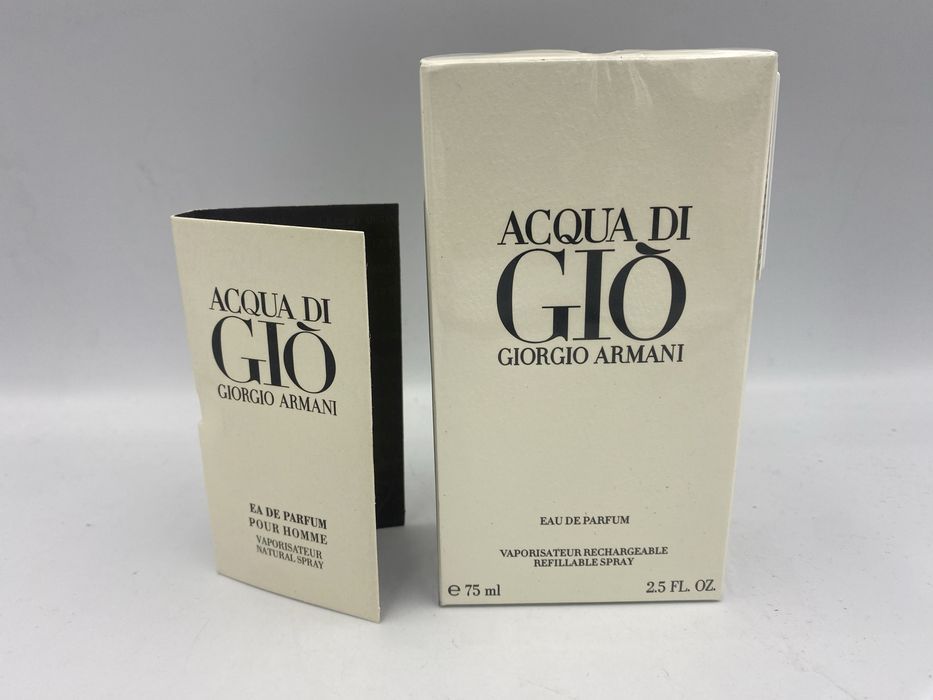 ACQUA DI
GIÒ
GIORGIO ARMANI
EA DE PARFUM
POUR HOMME
VAPORISATEUR
NATURAL SPRAY
ACQUA DI
GIÒ
GIORGIO ARMANI
EAU DE PARFUM
VAPORISATEUR RECHARGEABLE
REFILLABLE SPRAY
℮ 75 ml
2.5 FL. OZ.